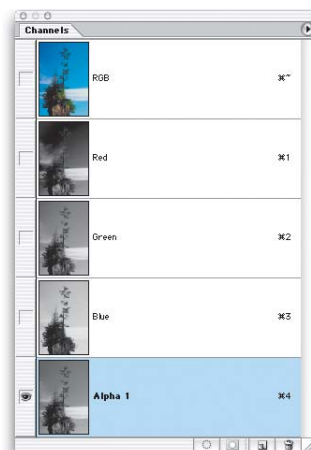 Channels
RGB ⌘~
Red ⌘1
Green ⌘2
Blue ⌘3
Alpha 1 ⌘4